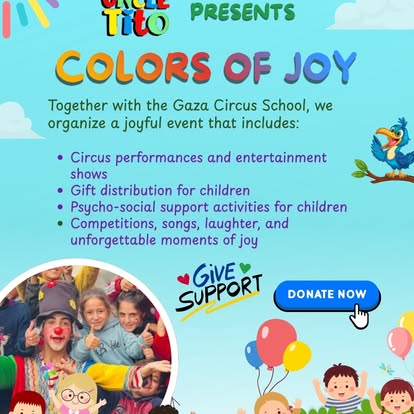 UNCLE
TiTO
PRESENTS
COLORS OF JOY
Together with the Gaza Circus School, we
organize a joyful event that includes:
• Circus performances and entertainment
shows
• Gift distribution for children
• Psycho-social support activities for children
• Competitions, songs, laughter, and
unforgettable moments of joy
GIVE
SUPPORT
DONATE NOW